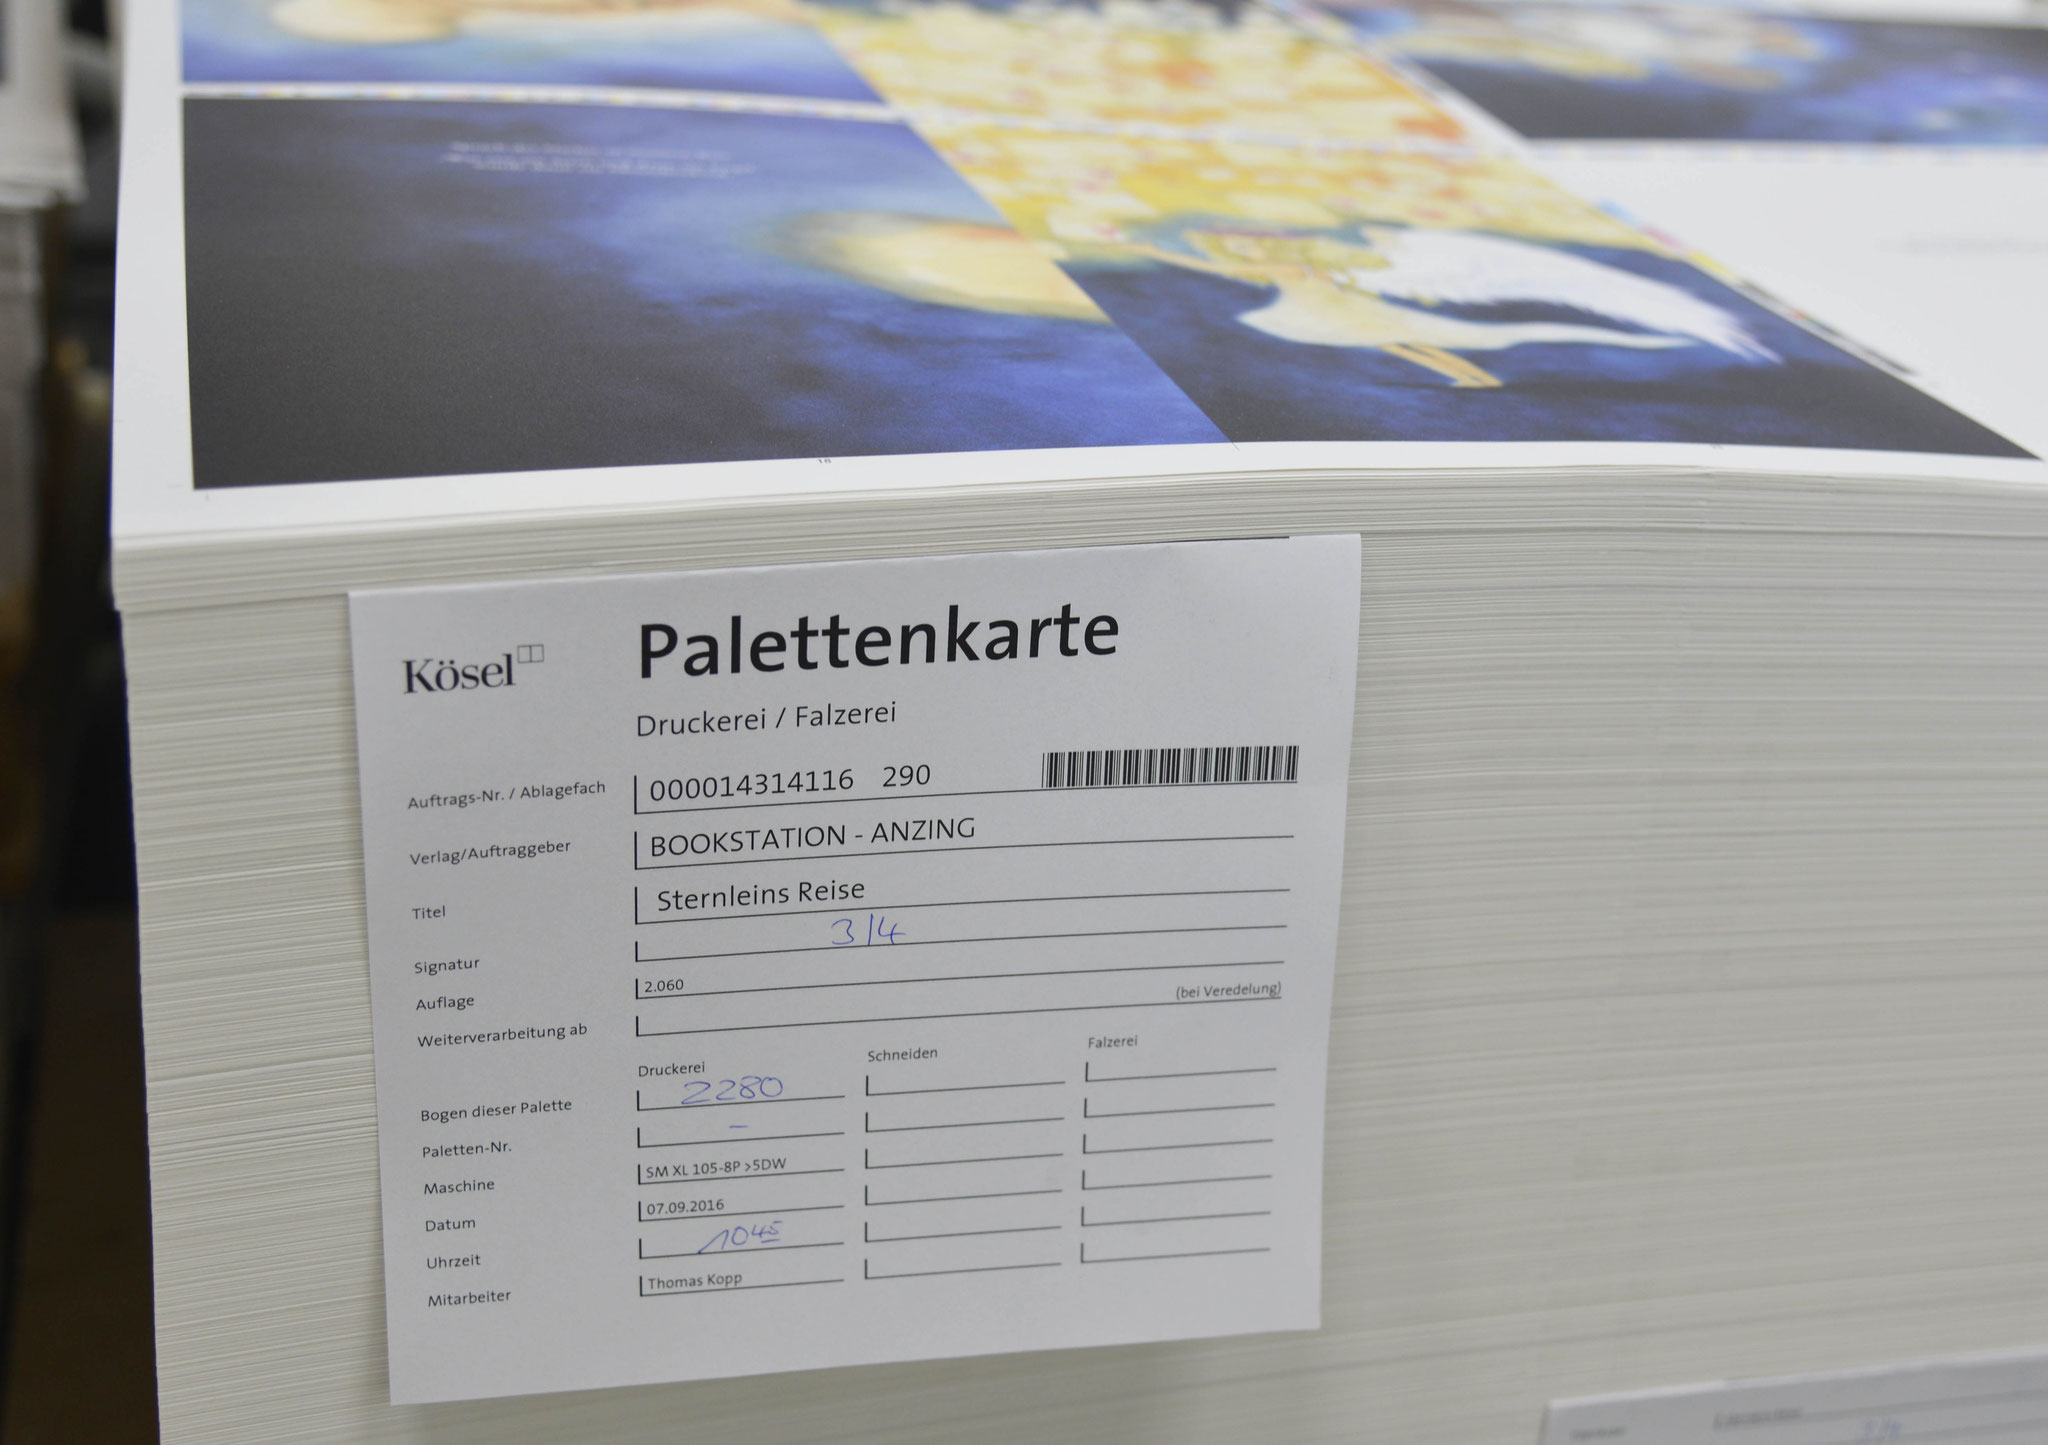 18
Kösel
Palettenkarte
Druckerei / Falzerei
Auftrags-Nr. / Ablagefach 000014314116 290
Verlag/Auftraggeber BOOKSTATION - ANZING
Titel Sternleins Reise
Signatur 3/4
Auflage 2.060
Weiterverarbeitung ab (bei Veredelung)
Druckerei Schneiden Falzerei
Bogen dieser Palette 2280
Paletten-Nr. –
Maschine SM XL 105-8P >5DW
Datum 07.09.2016
Uhrzeit 1045
Mitarbeiter Thomas Kopp